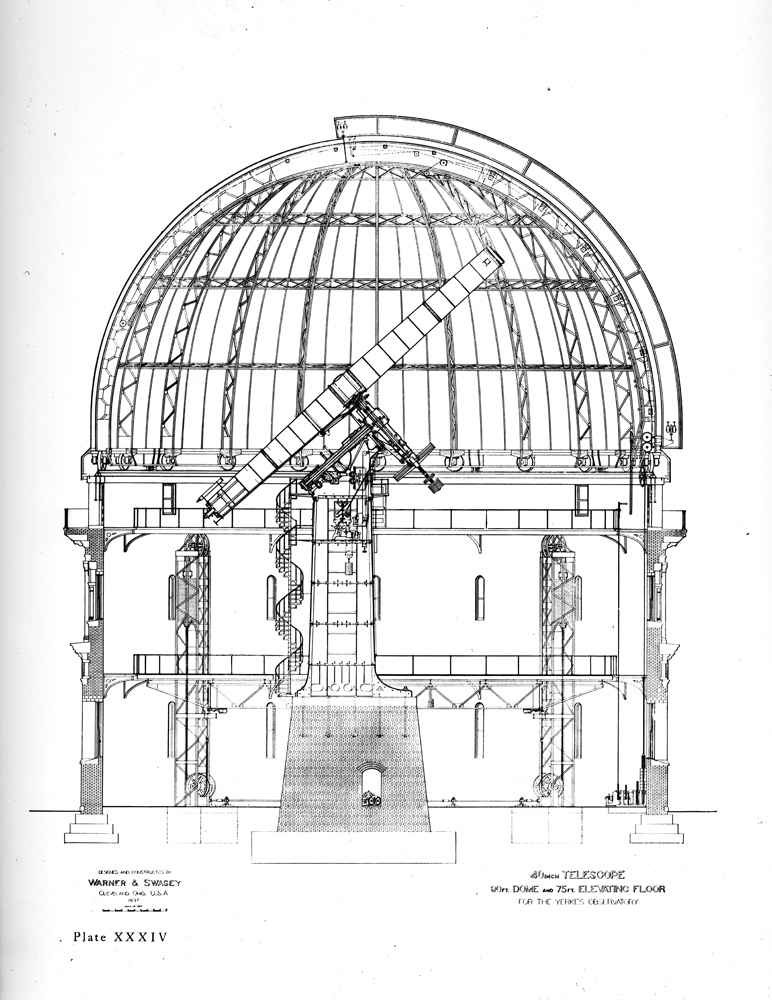 DESIGNED AND CONSTRUCTED BY
WARNER & SWASEY
CLEVELAND OHIO, U.S.A
1897
Plate XXXIV
40 INCH TELESCOPE
90 FT. DOME AND 75 FT. ELEVATING FLOOR
FOR THE YERKES OBSERVATORY